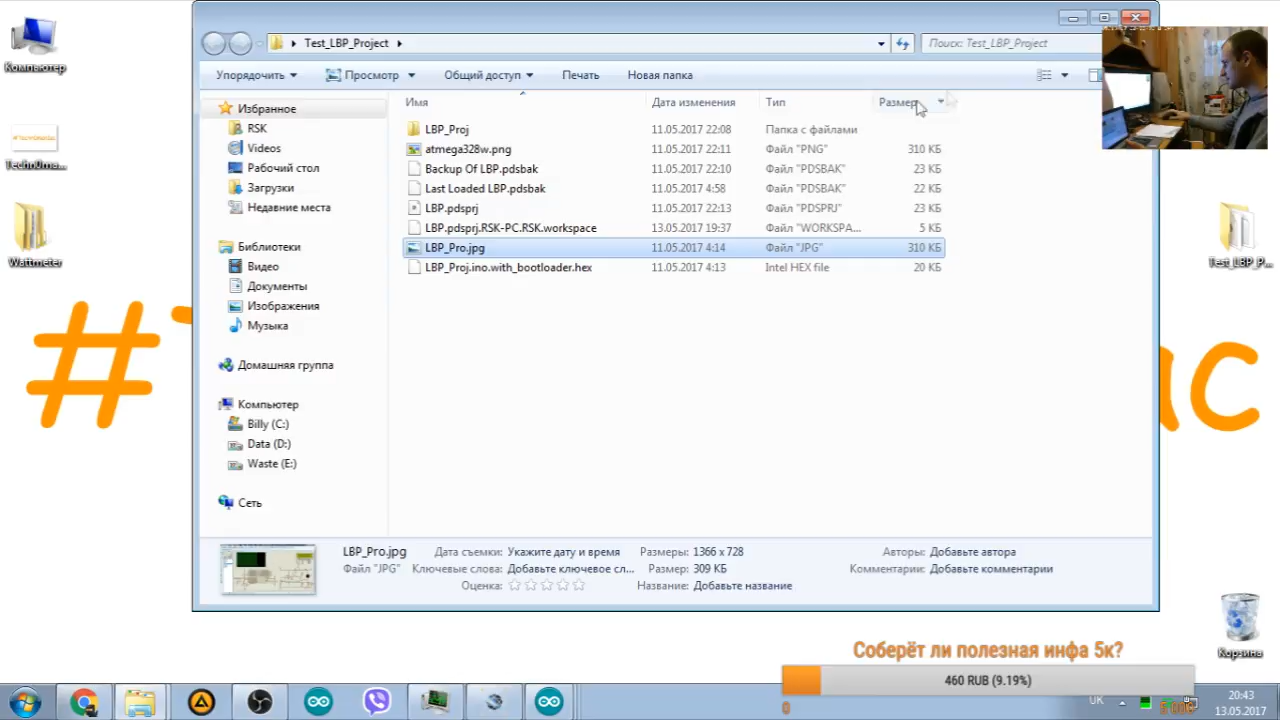 Компьютер
Techn0ma...
Wattmeter
Test_LBP_P...
Корзина
Test_LBP_Project
Поиск: Test_LBP_Project
Упорядочить
Просмотр
Общий доступ
Печать
Новая папка
Имя
Дата изменения
Тип
Размер
LBP_Proj 11.05.2017 22:08 Папка с файлами
atmega328w.png 11.05.2017 22:11 Файл "PNG" 310 КБ
Backup Of LBP.pdsbak 11.05.2017 22:10 Файл "PDSBAK" 23 КБ
Last Loaded LBP.pdsbak 11.05.2017 4:58 Файл "PDSBAK" 22 КБ
LBP.pdsprj 11.05.2017 22:13 Файл "PDSPRJ" 23 КБ
LBP.pdsprj.RSK-PC.RSK.workspace 13.05.2017 19:37 Файл "WORKSPA... 5 КБ
LBP_Pro.jpg 11.05.2017 4:14 Файл "JPG" 310 КБ
LBP_Proj.ino.with_bootloader.hex 11.05.2017 4:13 Intel HEX file 20 КБ
Избранное
RSK
Videos
Рабочий стол
Загрузки
Недавние места
Библиотеки
Видео
Документы
Изображения
Музыка
Домашняя группа
Компьютер
Billy (C:)
Data (D:)
Waste (E:)
Сеть
LBP_Pro.jpg Дата съемки: Укажите дату и время Размеры: 1366 x 728 Авторы: Добавьте автора
Файл "JPG" Ключевые слова: Добавьте ключевое сл... Размер: 309 КБ Комментарии: Добавьте комментарии
Оценка: Название: Добавьте название
Соберёт ли полезная инфа 5к?
460 RUB (9.19%)
0
UK
20:43
13.05.2017